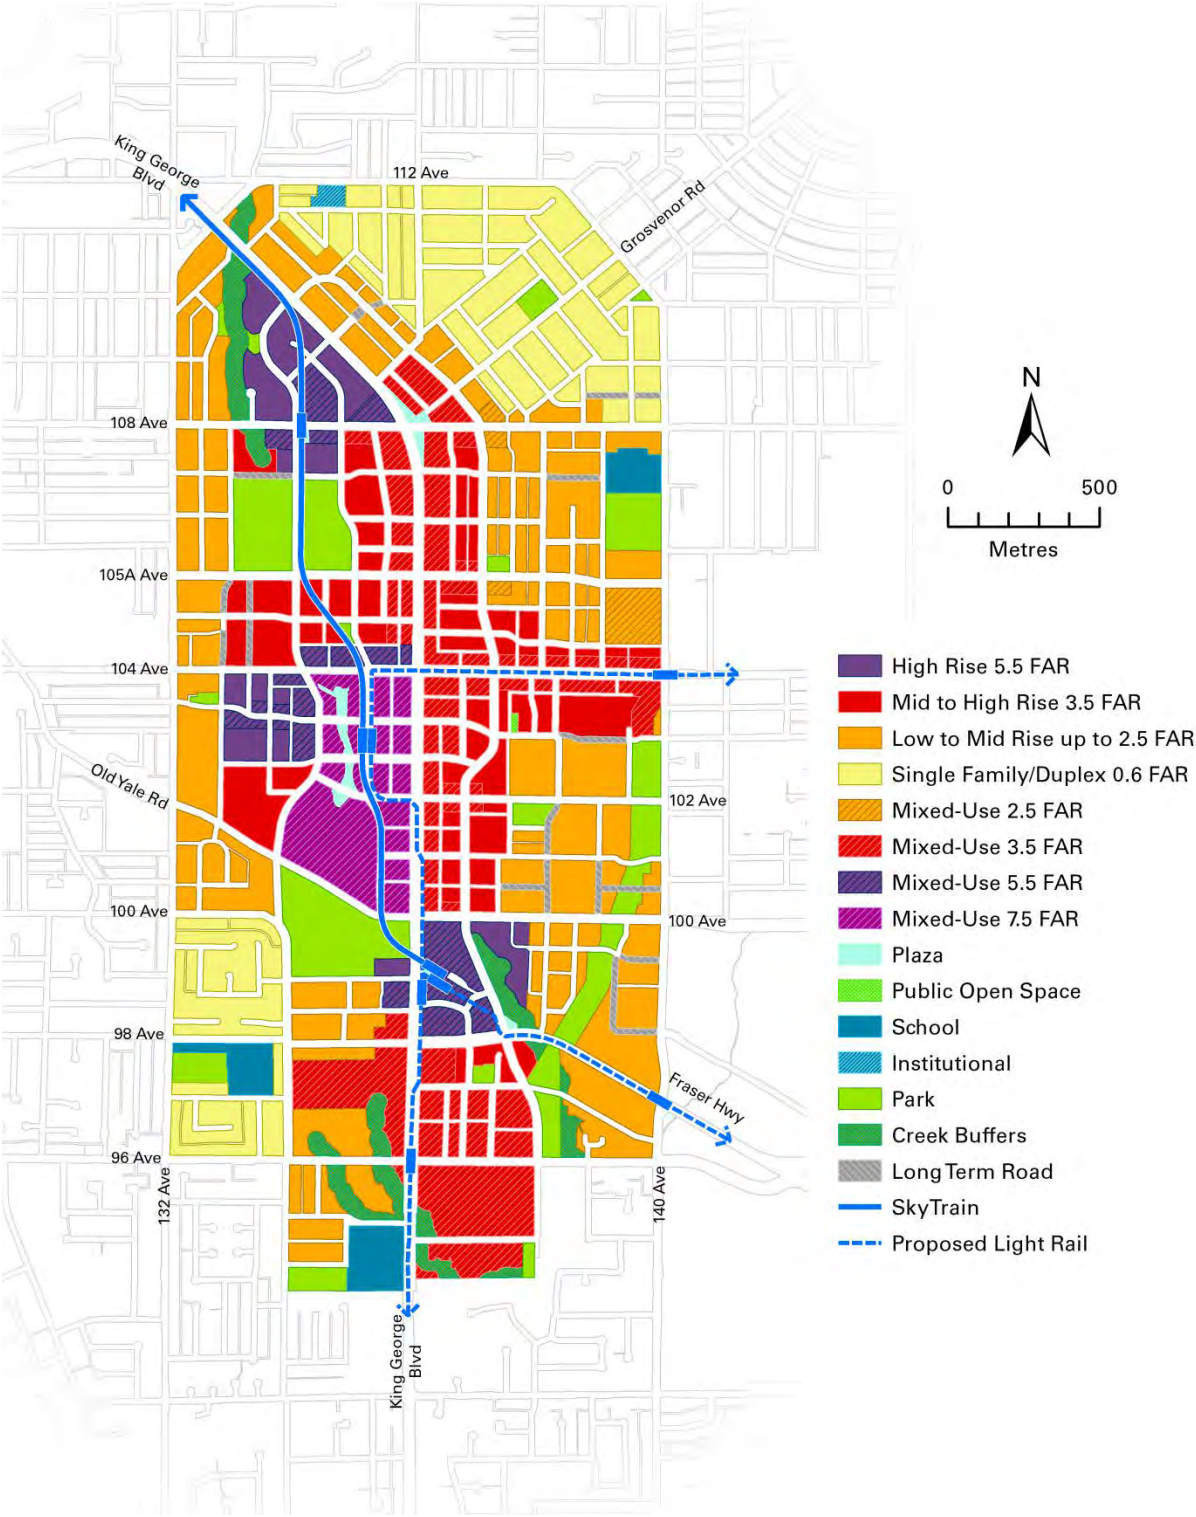 King George
Blvd
112 Ave
Grosvenor Rd
N
108 Ave
0 500
Metres
105A Ave
104 Ave
High Rise 5.5 FAR
Mid to High Rise 3.5 FAR
Low to Mid Rise up to 2.5 FAR
Single Family/Duplex 0.6 FAR
Mixed-Use 2.5 FAR
Mixed-Use 3.5 FAR
Mixed-Use 5.5 FAR
Mixed-Use 7.5 FAR
Plaza
Public Open Space
School
Institutional
Park
Creek Buffers
Long Term Road
SkyTrain
Proposed Light Rail
Old Yale Rd
102 Ave
100 Ave
100 Ave
98 Ave
Fraser Hwy
96 Ave
132 Ave
140 Ave
King George
Blvd